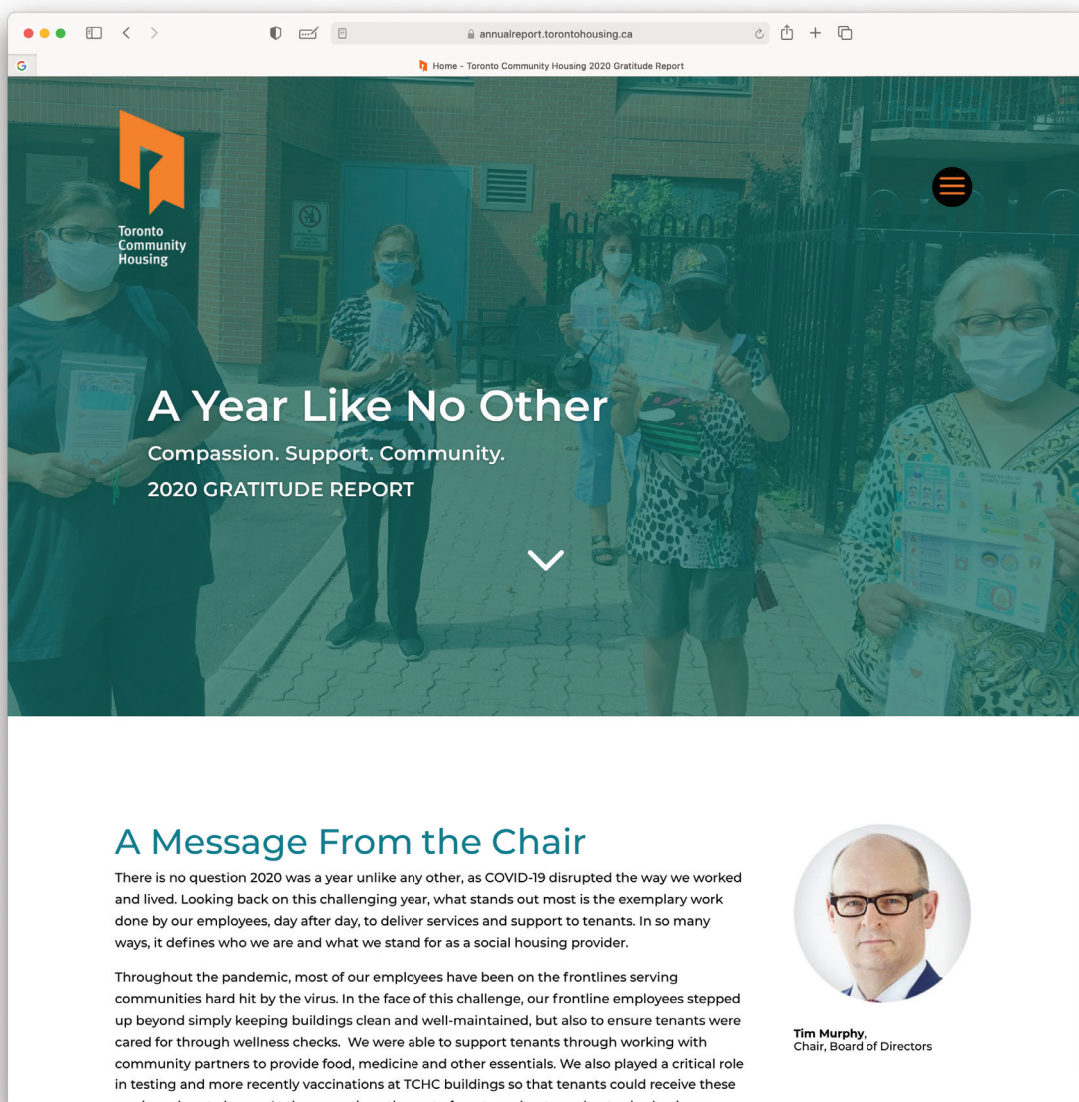 annualreport.torontohousing.ca
Home - Toronto Community Housing 2020 Gratitude Report
Toronto
Community
Housing
A Year Like No Other
Compassion. Support. Community.
2020 GRATITUDE REPORT
A Message From the Chair
There is no question 2020 was a year unlike any other, as COVID-19 disrupted the way we worked
and lived. Looking back on this challenging year, what stands out most is the exemplary work
done by our employees, day after day, to deliver services and support to tenants. In so many
ways, it defines who we are and what we stand for as a social housing provider.
Throughout the pandemic, most of our employees have been on the frontlines serving
communities hard hit by the virus. In the face of this challenge, our frontline employees stepped
up beyond simply keeping buildings clean and well-maintained, but also to ensure tenants were
cared for through wellness checks. We were able to support tenants through working with
community partners to provide food, medicine and other essentials. We also played a critical role
in testing and more recently vaccinations at TCHC buildings so that tenants could receive these
Tim Murphy,
Chair, Board of Directors